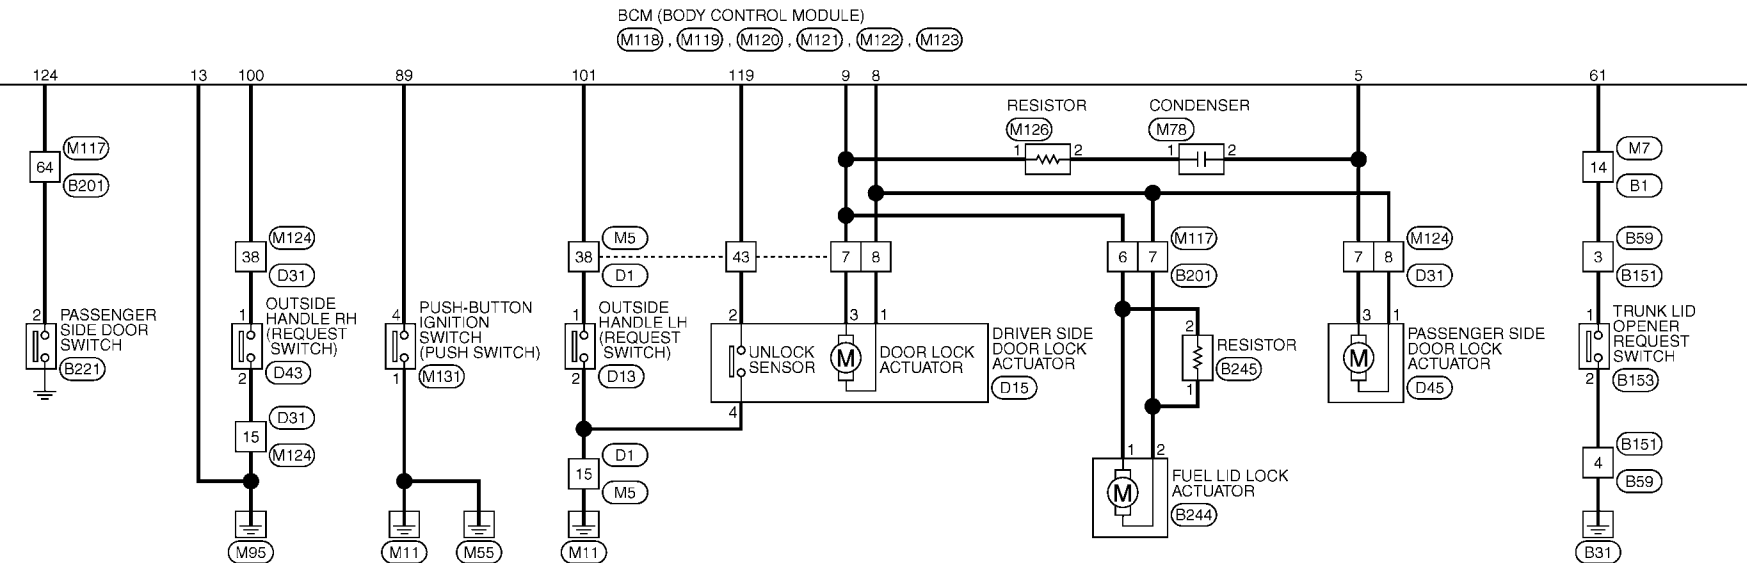 BCM (BODY CONTROL MODULE)
M118 , M119 , M120 , M121 , M122 , M123
124 13 100 89 101 119 9 8 5 61
RESISTOR
M126
1 2
CONDENSER
M78
1 2
M117
64
B201
M7
14
B1
M124
38
D31
M5
38
D1
43
7 8
M117
6 7
B201
M124
7 8
D31
B59
3
B151
2
PASSENGER
SIDE DOOR
SWITCH
B221
1
OUTSIDE
HANDLE RH
(REQUEST
SWITCH)
2
D43
4
PUSH-BUTTON
IGNITION
SWITCH
(PUSH SWITCH)
1
M131
1
OUTSIDE
HANDLE LH
(REQUEST
SWITCH)
2
D13
2 3 1
UNLOCK
SENSOR
M
DOOR LOCK
ACTUATOR
4
DRIVER SIDE
DOOR LOCK
ACTUATOR
D15
2
RESISTOR
B245
1
3 1
M
PASSENGER SIDE
DOOR LOCK
ACTUATOR
D45
1
TRUNK LID
OPENER
REQUEST
SWITCH
2
B153
D31
15
M124
D1
15
M5
1 2
M
FUEL LID LOCK
ACTUATOR
B244
B151
4
B59
M95
M11
M55
M11
B31